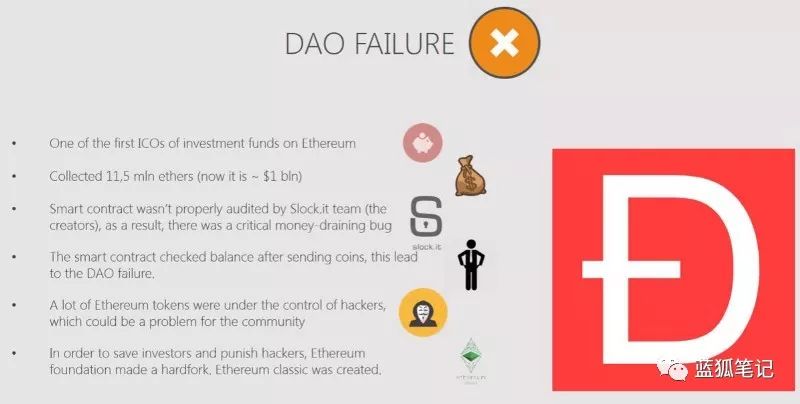 DAO FAILURE
• One of the first ICOs of investment funds on Ethereum
• Collected 11,5 mln ethers (now it is ~ $1 bln)
• Smart contract wasn't properly audited by Slock.it team (the
creators), as a result, there was a critical money-draining bug
slock.it
• The smart contract checked balance after sending coins, this lead
to the DAO failure.
• A lot of Ethereum tokens were under the control of hackers,
which could be a problem for the community
• In order to save investors and punish hackers, Ethereum
foundation made a hardfork. Ethereum classic was created.
Ð
蓝狐笔记